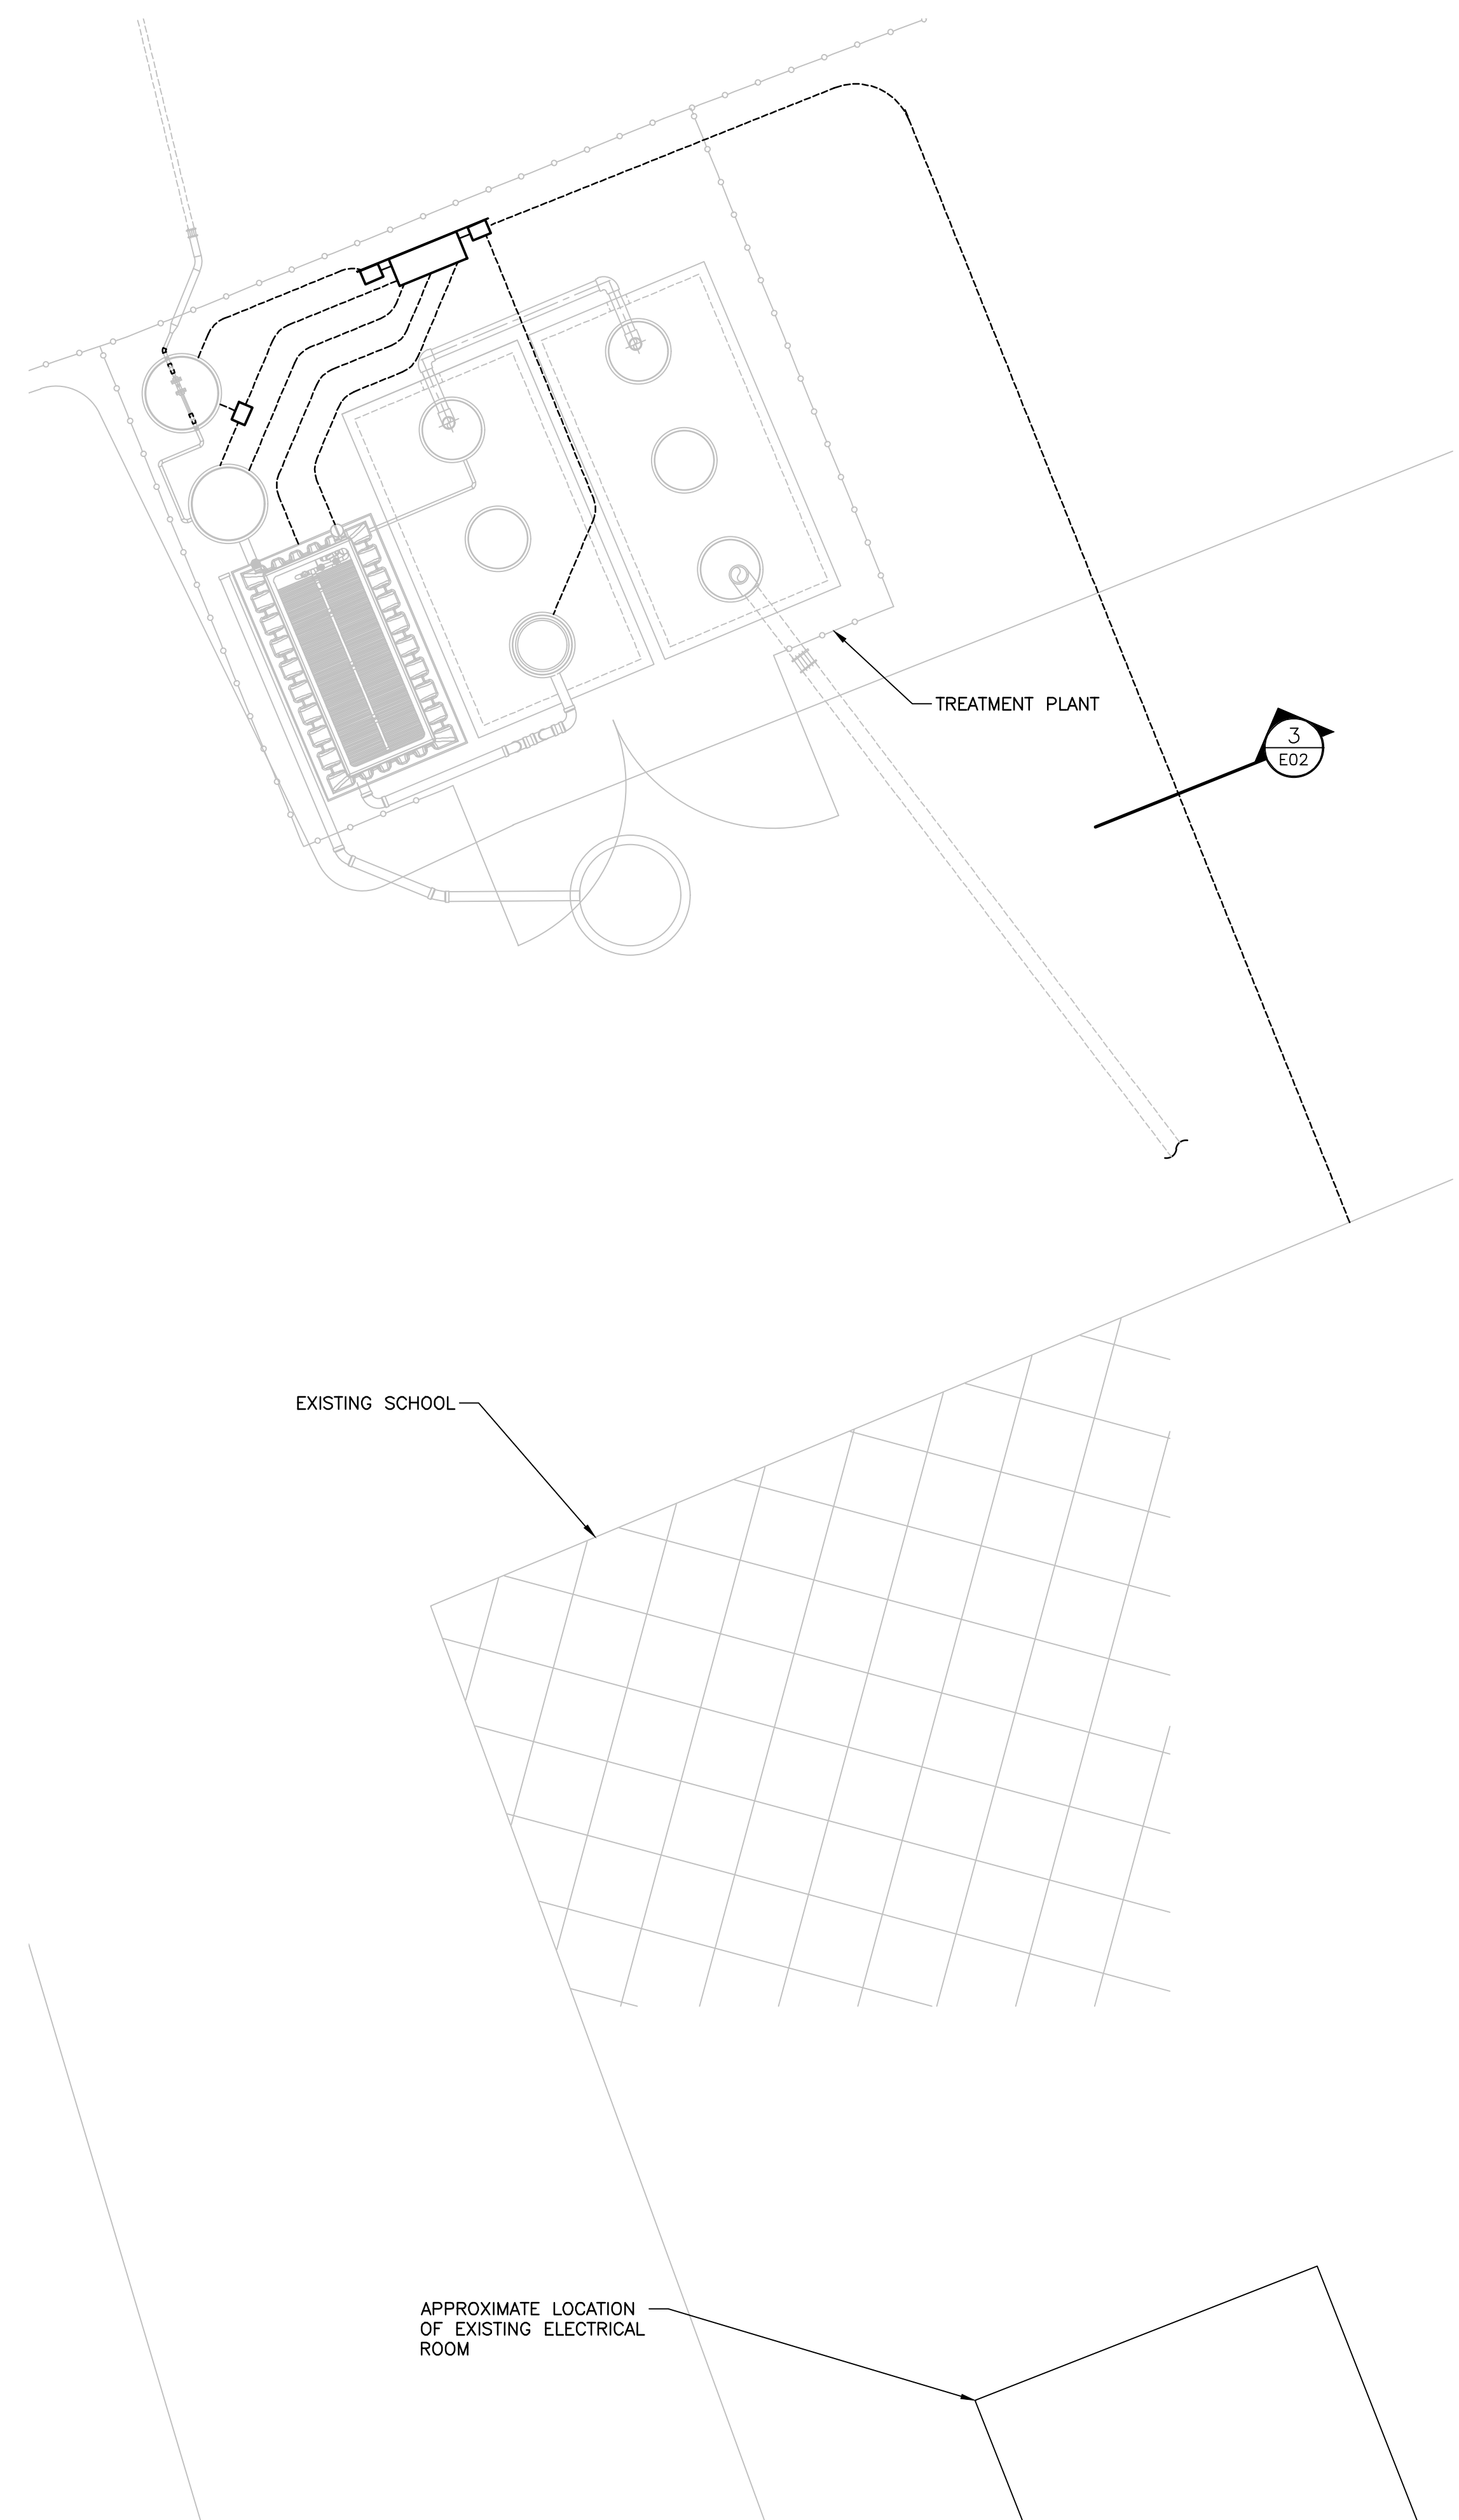 TREATMENT PLANT
3
E02
EXISTING SCHOOL
APPROXIMATE LOCATION
OF EXISTING ELECTRICAL
ROOM